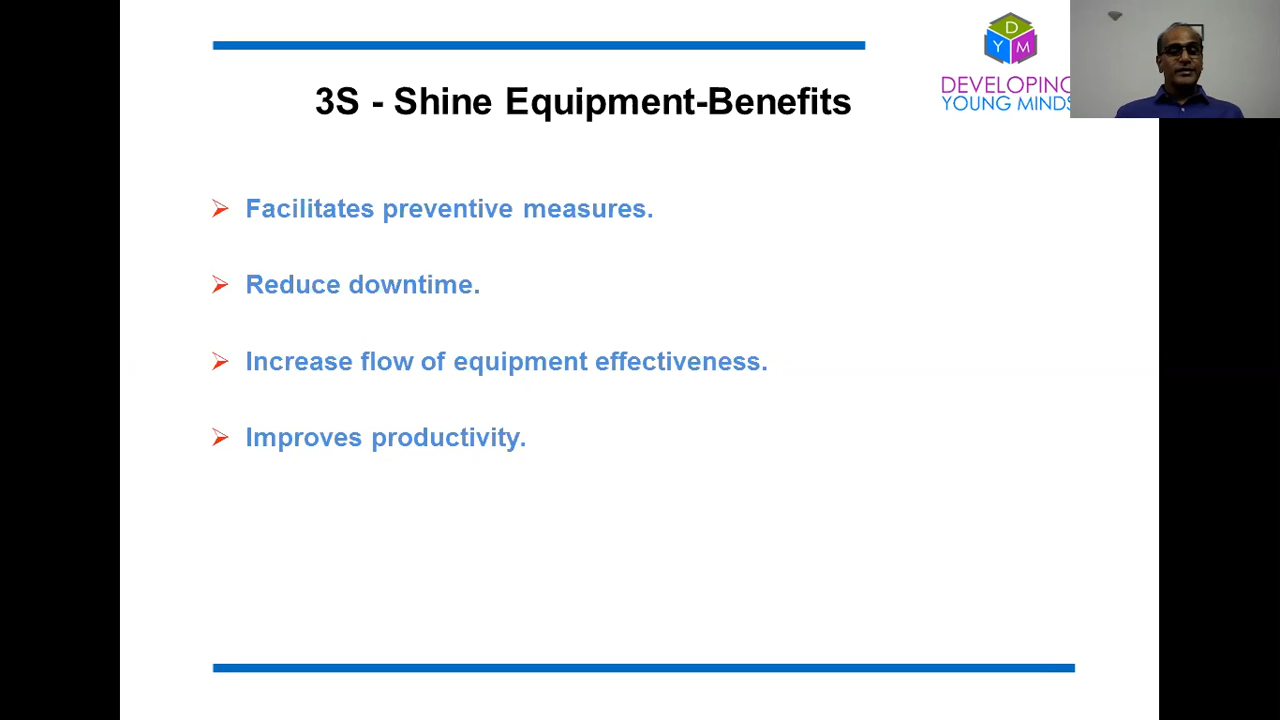 D
Y M
DEVELOPING
YOUNG MINDS
3S - Shine Equipment-Benefits
Facilitates preventive measures.
Reduce downtime.
Increase flow of equipment effectiveness.
Improves productivity.